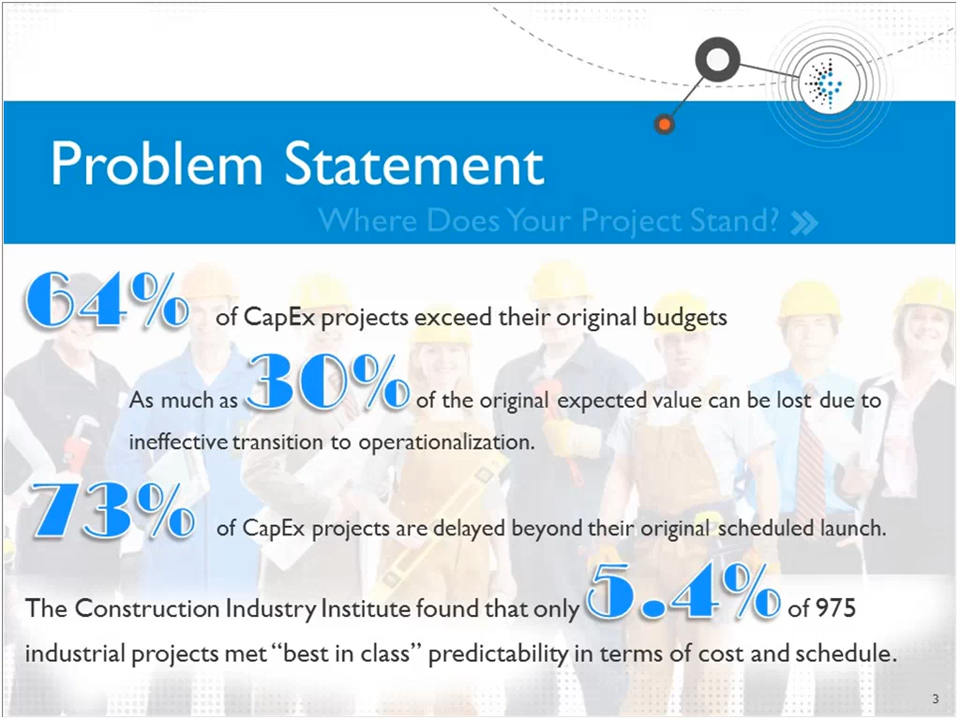 Problem Statement
Where Does Your Project Stand? »
64% of CapEx projects exceed their original budgets
As much as 30% of the original expected value can be lost due to
ineffective transition to operationalization.
73% of CapEx projects are delayed beyond their original scheduled launch.
The Construction Industry Institute found that only 5.4% of 975
industrial projects met “best in class” predictability in terms of cost and schedule.
3